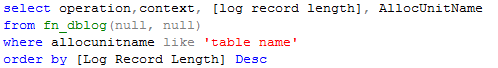 select operation,context, [log record length], AllocUnitName
from fn_dblog(null, null)
where allocunitname like 'table name'
order by [Log Record Length] Desc